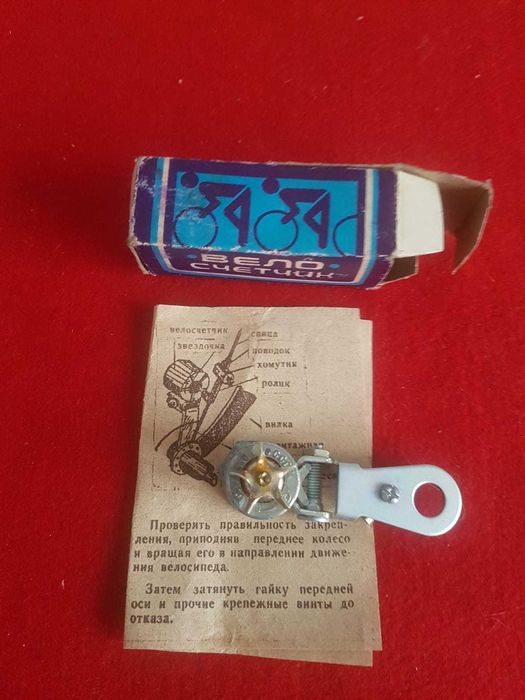 ВЕЛО
СЧЕТЧИК
велосчетчик
спица
звездочка
поводок
хомутик
ролик
вилка
Проверить правильность закреп-
ления, приподняв переднее колесо
и вращая его в направлении движе-
ния велосипеда.
Затем затянуть гайку передней
оси и прочие крепежные винты до
отказа.